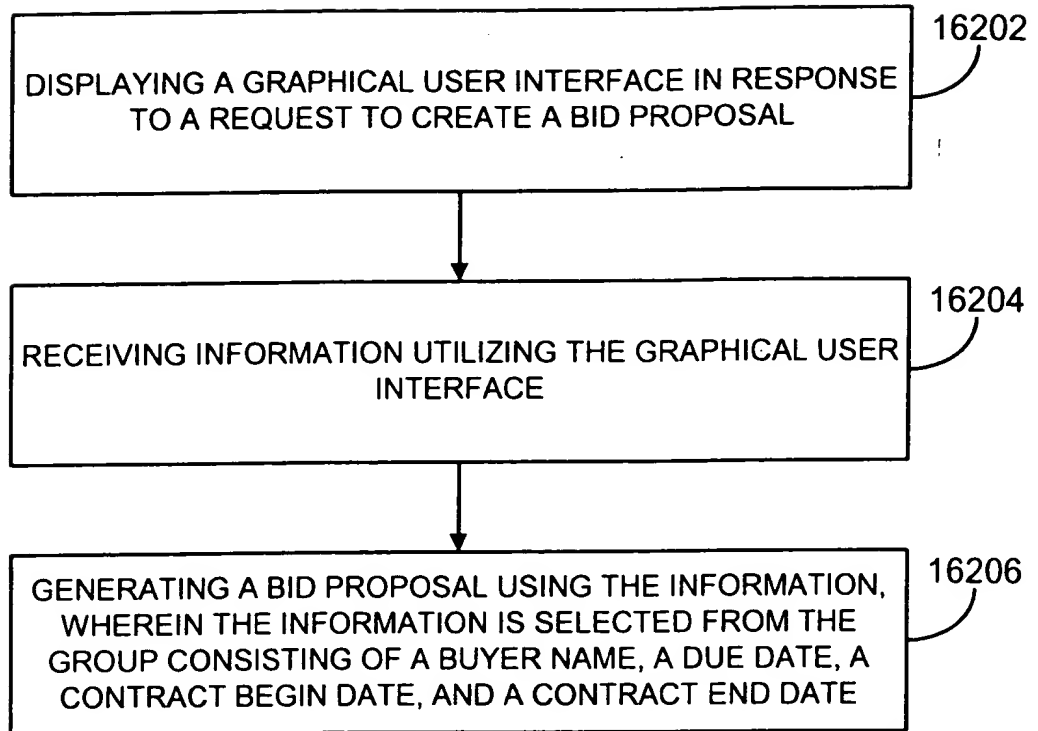 16202
DISPLAYING A GRAPHICAL USER INTERFACE IN RESPONSE
TO A REQUEST TO CREATE A BID PROPOSAL
16204
RECEIVING INFORMATION UTILIZING THE GRAPHICAL USER
INTERFACE
16206
GENERATING A BID PROPOSAL USING THE INFORMATION,
WHEREIN THE INFORMATION IS SELECTED FROM THE
GROUP CONSISTING OF A BUYER NAME, A DUE DATE, A
CONTRACT BEGIN DATE, AND A CONTRACT END DATE